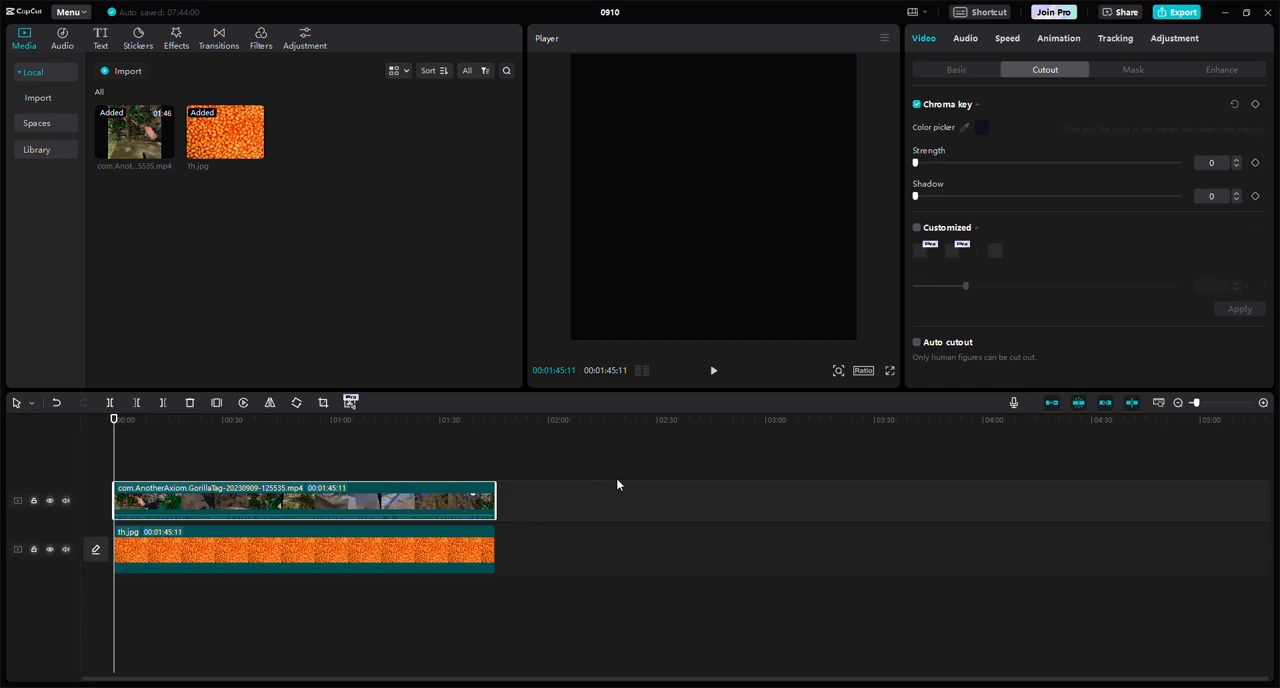 CapCut Menu Auto saved: 07:44:00 0910 Shortcut Join Pro Share Export
Media Audio Text Stickers Effects Transitions Filters Adjustment
Local
Import
Spaces
Library
Import Sort All
All
Added 01:46 Added
com.Anot...5535.mp4 th.jpg
Player
00:01:45:11 00:01:45:11 Ratio
Video Audio Speed Animation Tracking Adjustment
Basic Cutout Mask Enhance
Chroma key
Color picker
Strength
0
Shadow
0
Customized
Pro Pro
Apply
Auto cutout
Only human figures can be cut out.
Pro
00:00 00:30 01:00 01:30 02:00 02:30 03:00 03:30 04:00 04:30 05:00
com.AnotherAxiom.GorillaTag-20230909-125535.mp4 00:01:45:11
th.jpg 00:01:45:11